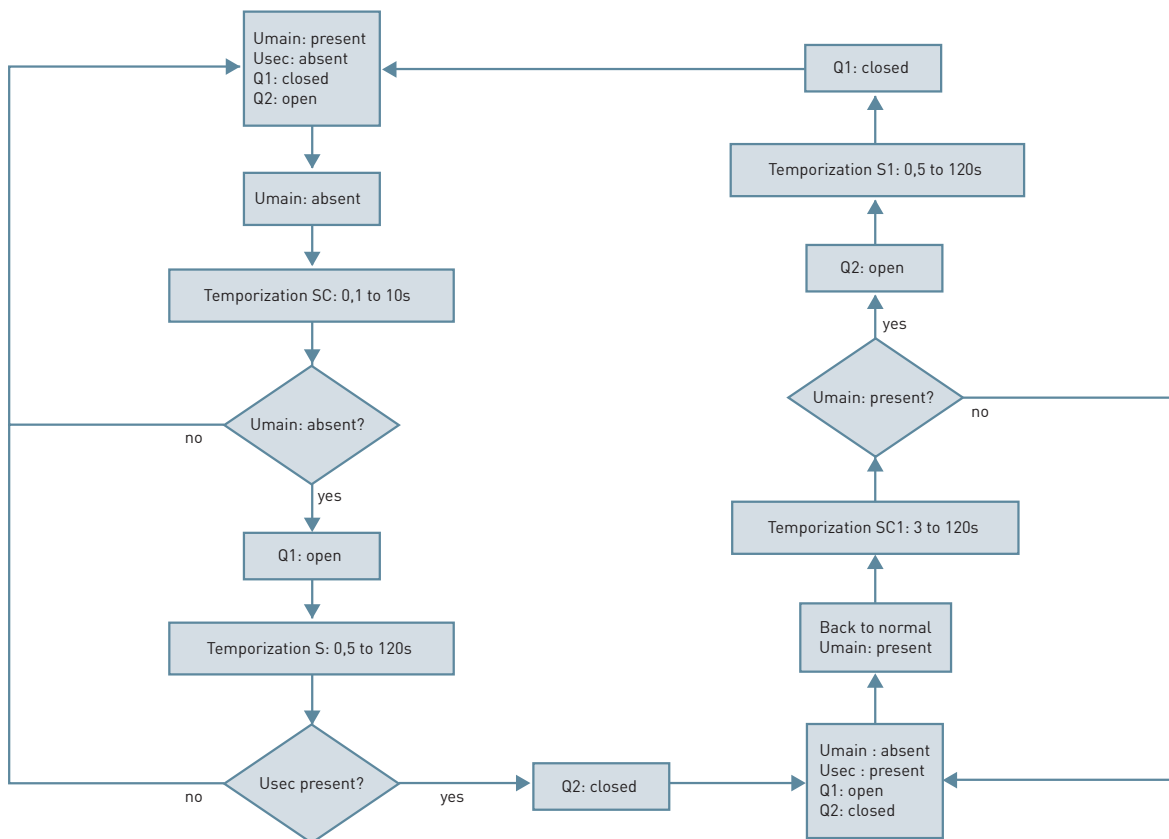 Umain: present
Usec: absent
Q1: closed
Q2: open
Umain: absent
Temporization SC: 0,1 to 10s
Umain: absent?
no
yes
Q1: open
Temporization S: 0,5 to 120s
Usec present?
no
yes
Q2: closed
Umain : absent
Usec : present
Q1: open
Q2: closed
Back to normal
Umain: present
Temporization SC1: 3 to 120s
Umain: present?
no
yes
Q2: open
Temporization S1: 0,5 to 120s
Q1: closed